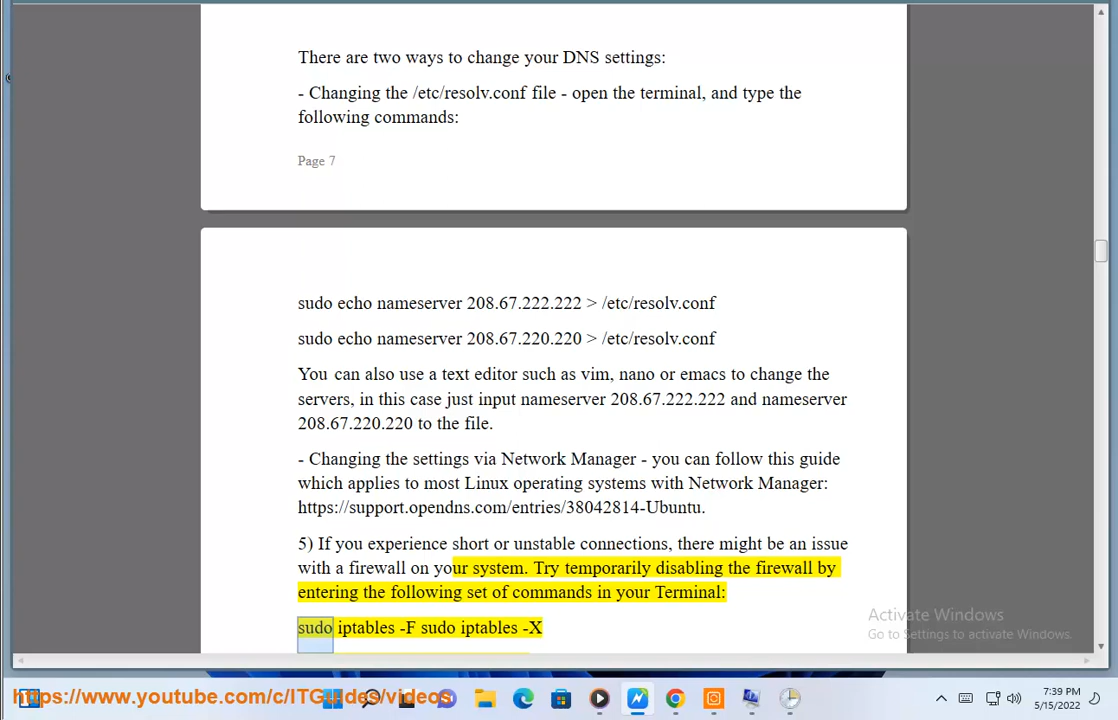 There are two ways to change your DNS settings:
- Changing the /etc/resolv.conf file - open the terminal, and type the
following commands:
Page 7
sudo echo nameserver 208.67.222.222 > /etc/resolv.conf
sudo echo nameserver 208.67.220.220 > /etc/resolv.conf
You can also use a text editor such as vim, nano or emacs to change the
servers, in this case just input nameserver 208.67.222.222 and nameserver
208.67.220.220 to the file.
- Changing the settings via Network Manager - you can follow this guide
which applies to most Linux operating systems with Network Manager:
https://support.opendns.com/entries/38042814-Ubuntu.
5) If you experience short or unstable connections, there might be an issue
with a firewall on your system. Try temporarily disabling the firewall by
entering the following set of commands in your Terminal:
sudo iptables -F sudo iptables -X
Activate Windows
Go to Settings to activate Windows.
https://www.youtube.com/c/ITGuides/videos
7:39 PM
5/15/2022